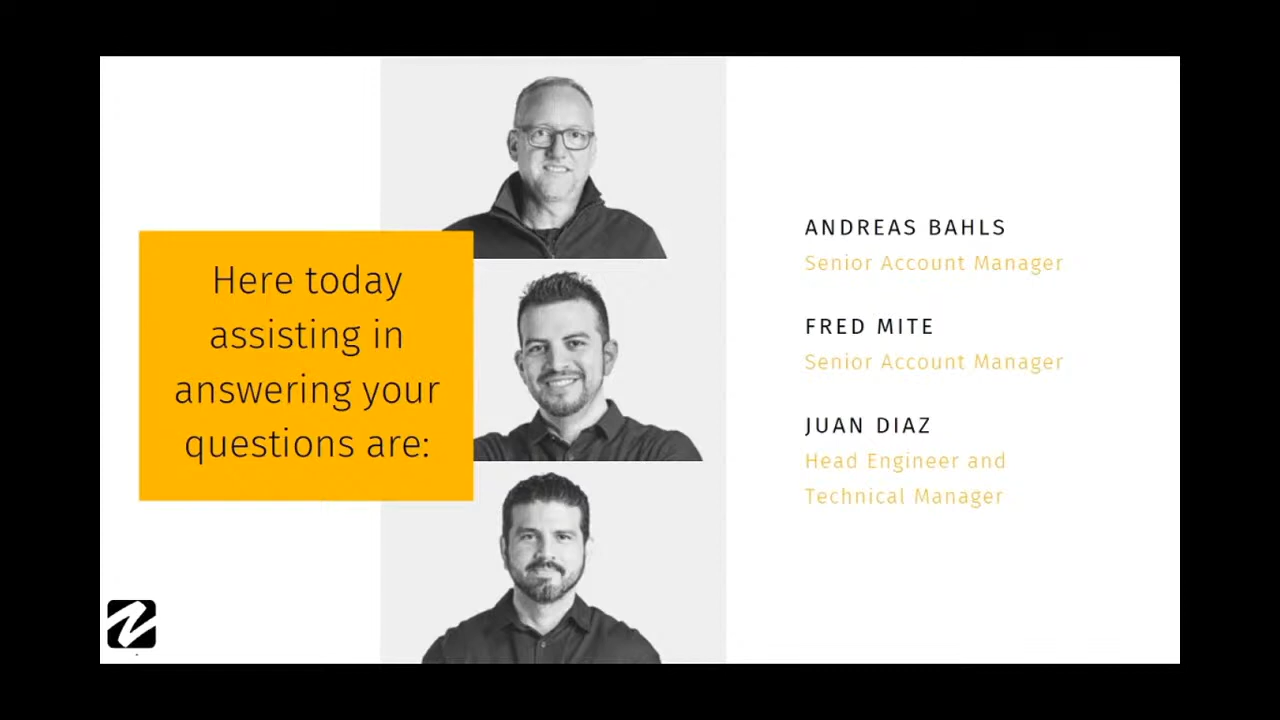 Here today
assisting in
answering your
questions are:
ANDREAS BAHLS
Senior Account Manager
FRED MITE
Senior Account Manager
JUAN DIAZ
Head Engineer and
Technical Manager